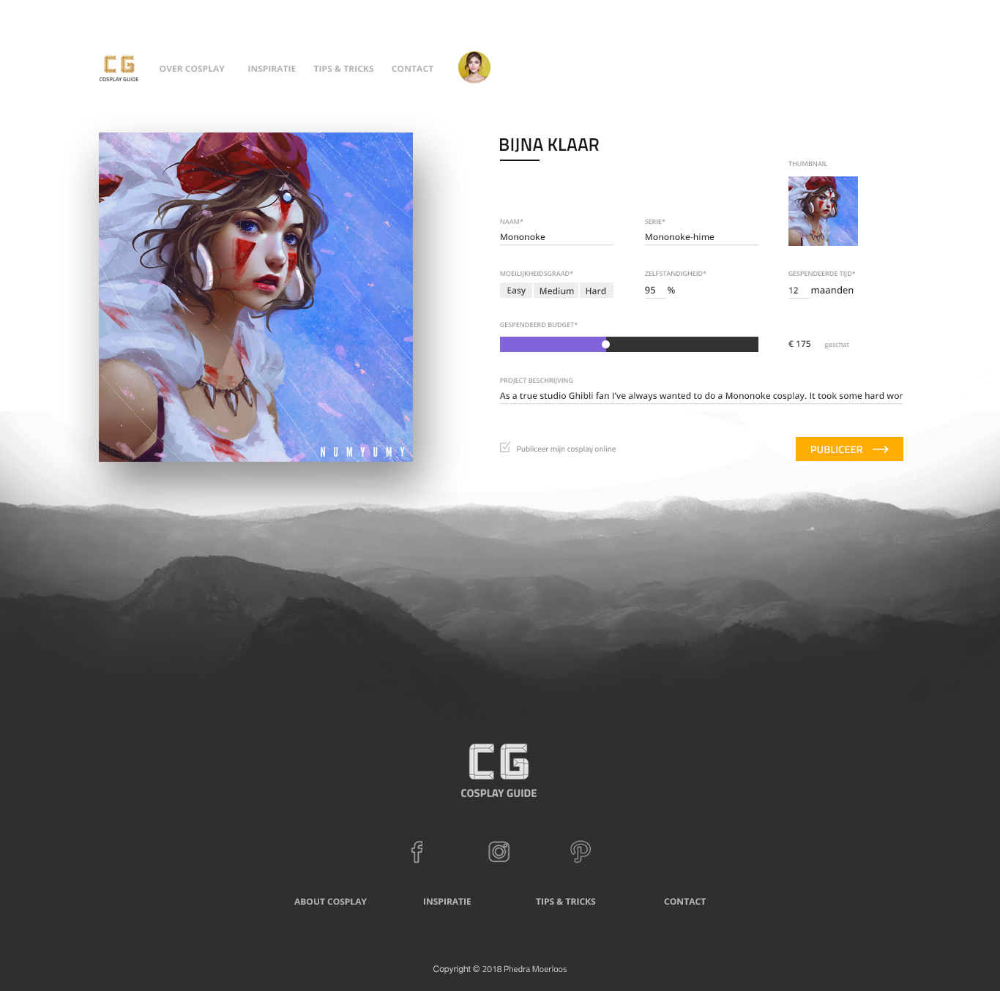 CG
COSPLAY GUIDE
OVER COSPLAY
INSPIRATIE
TIPS & TRICKS
CONTACT
BIJNA KLAAR
THUMBNAIL
NAAM*
Mononoke
SERIE*
Mononoke-hime
MOEILIJKHEIDSGRAAD*
Easy
Medium
Hard
ZELFSTANDIGHEID*
95 %
GESPENDEERDE TIJD*
12 maanden
GESPENDEERD BUDGET*
€ 175
geschat
PROJECT BESCHRIJVING
As a true studio Ghibli fan I've always wanted to do a Mononoke cosplay. It took some hard wor
Publiceer mijn cosplay online
PUBLICEER
NUMYUMY
CG
COSPLAY GUIDE
ABOUT COSPLAY
INSPIRATIE
TIPS & TRICKS
CONTACT
Copyright © 2018 Phedra Moerloos